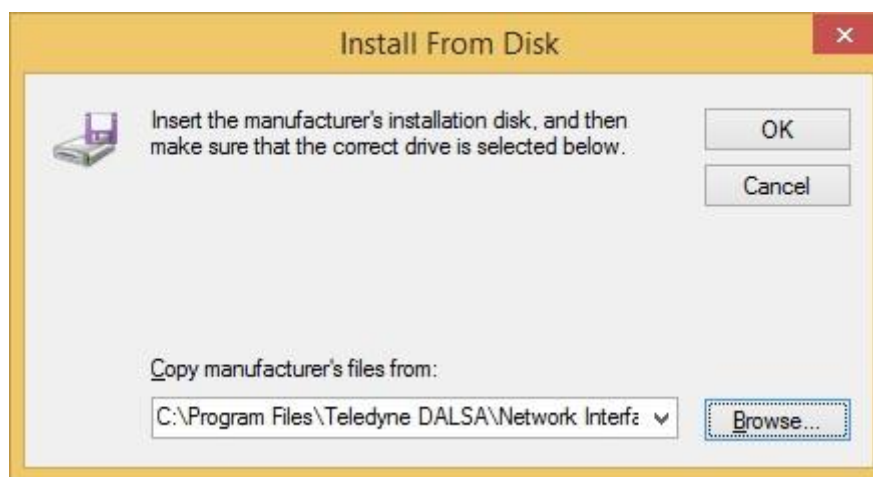 Install From Disk
Insert the manufacturer's installation disk, and then
make sure that the correct drive is selected below.
OK
Cancel
Copy manufacturer's files from:
C:\Program Files\Teledyne DALSA\Network Interfa
Browse...